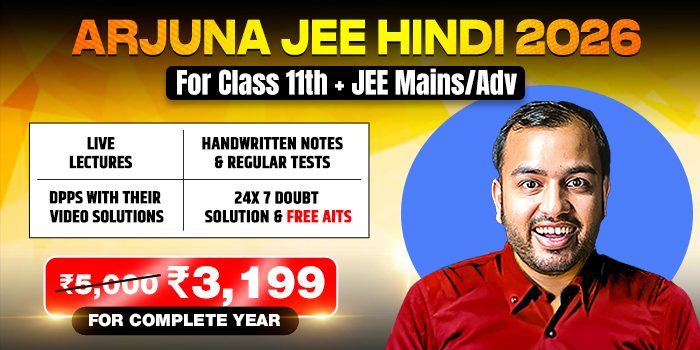 ARJUNA JEE HINDI 2026
For Class 11th + JEE Mains/Adv
LIVE
LECTURES
HANDWRITTEN NOTES
& REGULAR TESTS
DPPS WITH THEIR
VIDEO SOLUTIONS
24X 7 DOUBT
SOLUTION & FREE AITS
₹5,000 ₹3,199
FOR COMPLETE YEAR